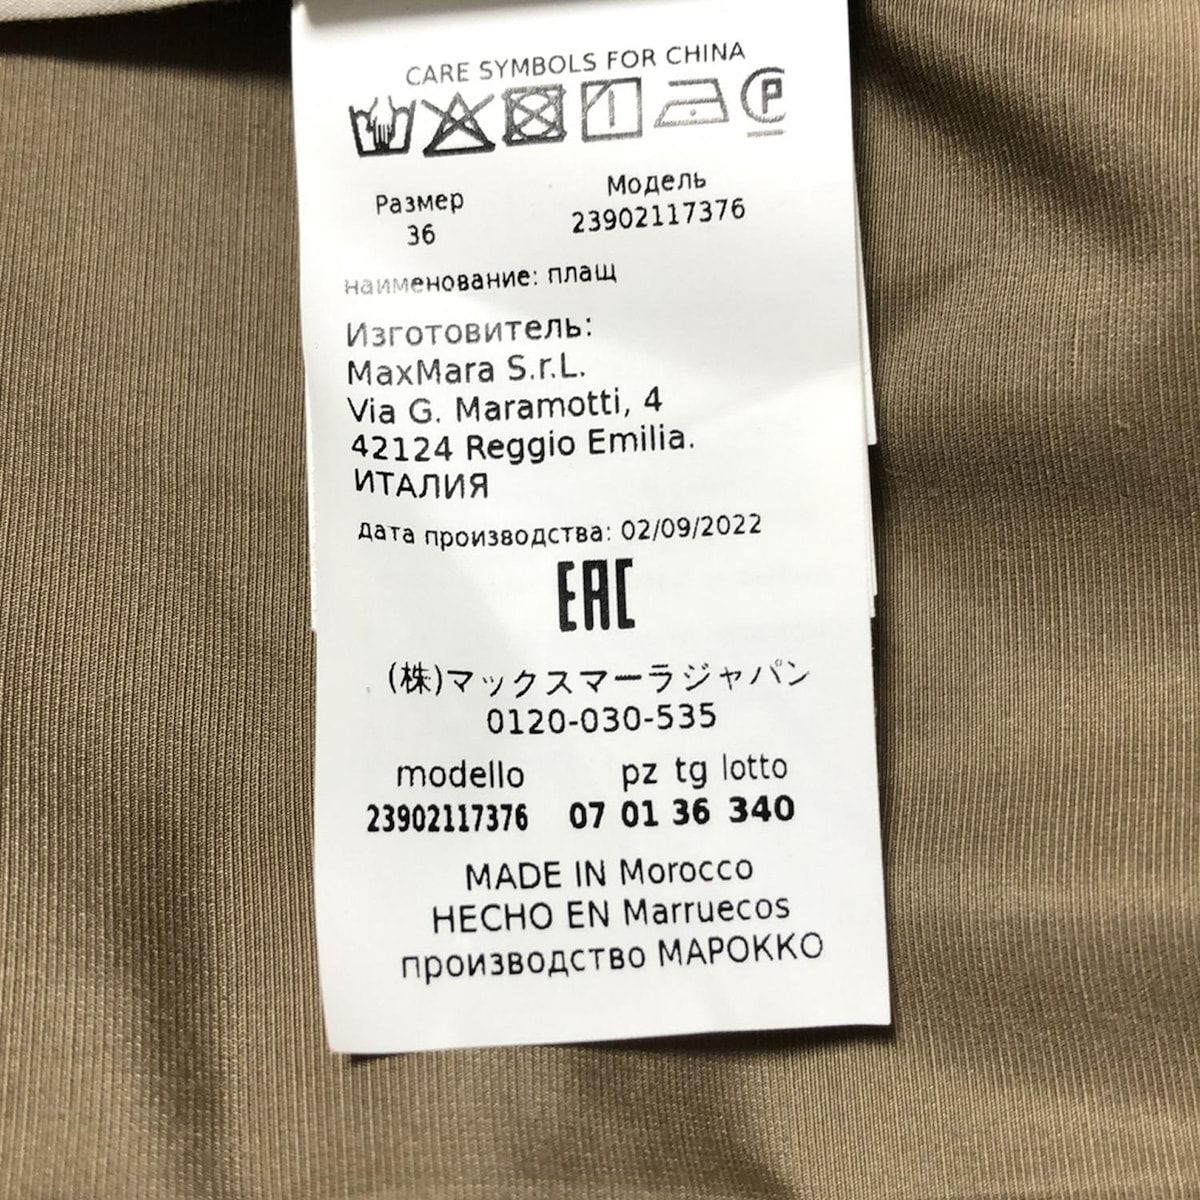 CARE SYMBOLS FOR CHINA
P
Размер
36
Модель
23902117376
наименование: плащ
Изготовитель:
MaxMara S.r.L.
Via G. Maramotti, 4
42124 Reggio Emilia.
ИТАЛИЯ
дата производства: 02/09/2022
EAC
(株)マックスマーラジャパン
0120-030-535
modello pz tg lotto
23902117376 07 01 36 340
MADE IN Morocco
HECHO EN Marruecos
производство МАРОККО